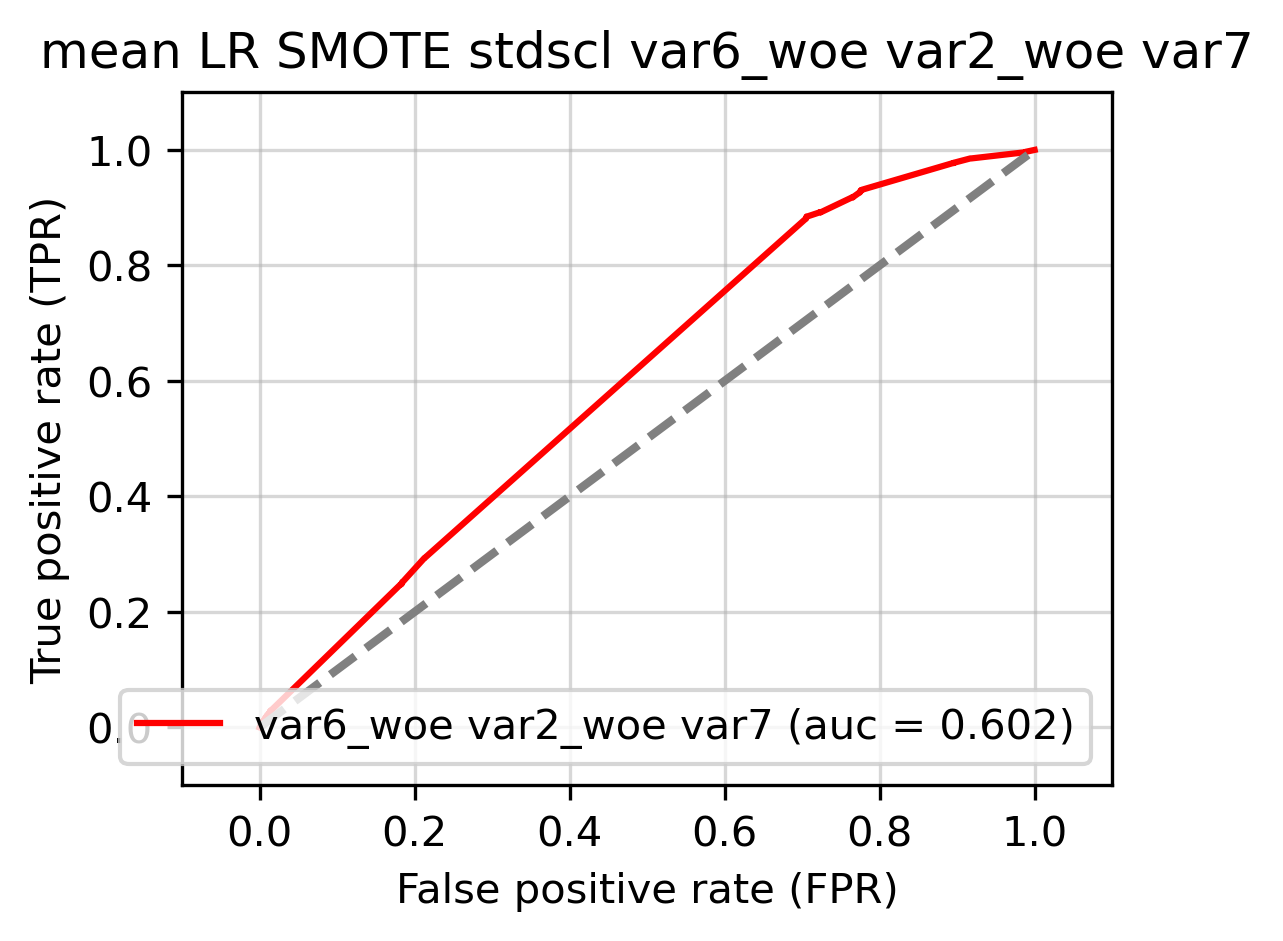 mean LR SMOTE stdscl var6_woe var2_woe var7
True positive rate (TPR)
1.0
0.8
0.6
0.4
0.2
0.0
var6_woe var2_woe var7 (auc = 0.602)
0.0 0.2 0.4 0.6 0.8 1.0
False positive rate (FPR)